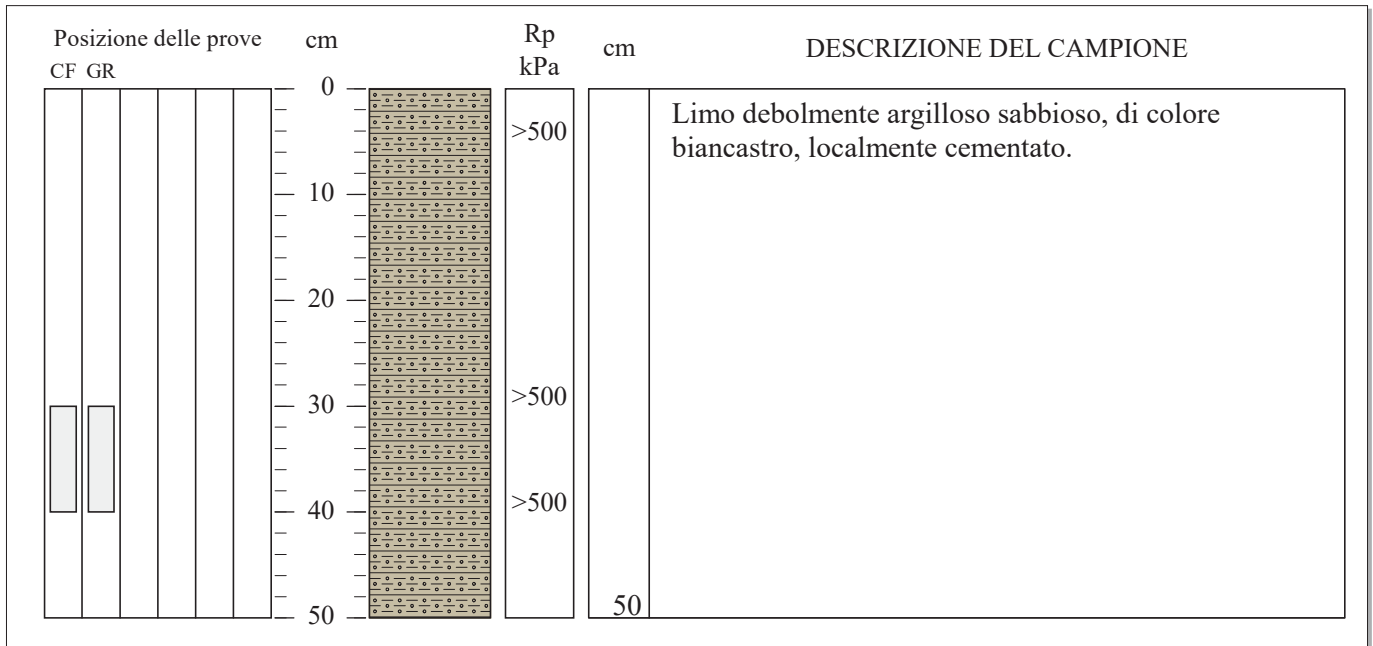 Posizione delle prove cm Rp kPa cm DESCRIZIONE DEL CAMPIONE
CF GR
0
>500
10
20
30
>500
40
>500
50
50
Limo debolmente argilloso sabbioso, di colore
biancastro, localmente cementato.